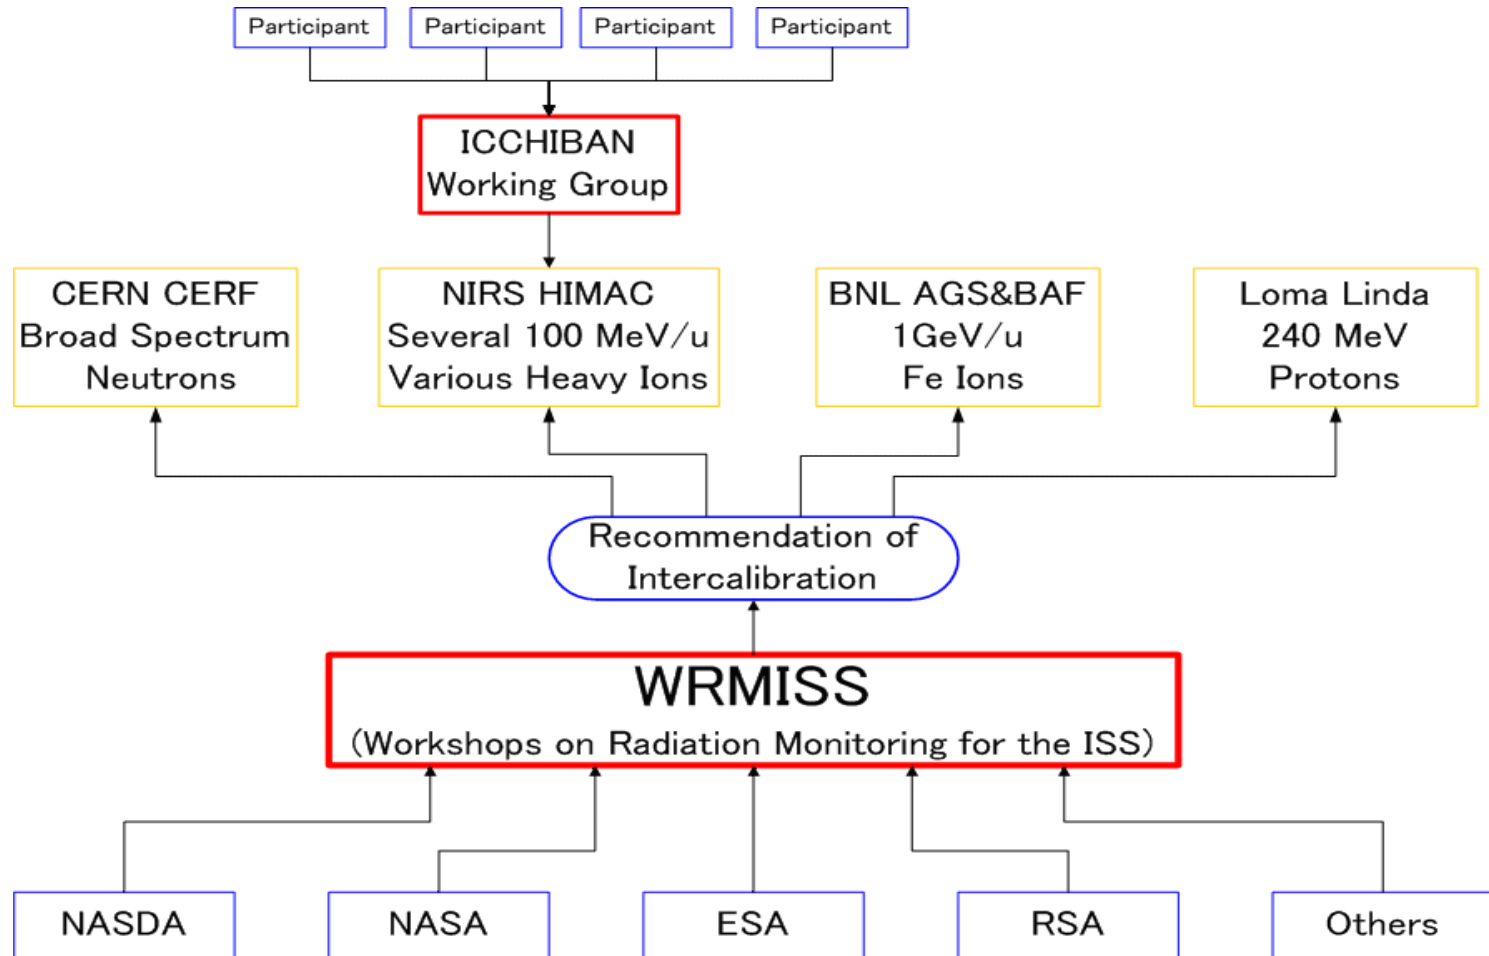 Participant
Participant
Participant
Participant
ICCHIBAN
Working Group
CERN CERF
Broad Spectrum
Neutrons
NIRS HIMAC
Several 100 MeV/u
Various Heavy Ions
BNL AGS&BAF
1GeV/u
Fe Ions
Loma Linda
240 MeV
Protons
Recommendation of
Intercalibration
WRMISS
(Workshops on Radiation Monitoring for the ISS)
NASDA
NASA
ESA
RSA
Others